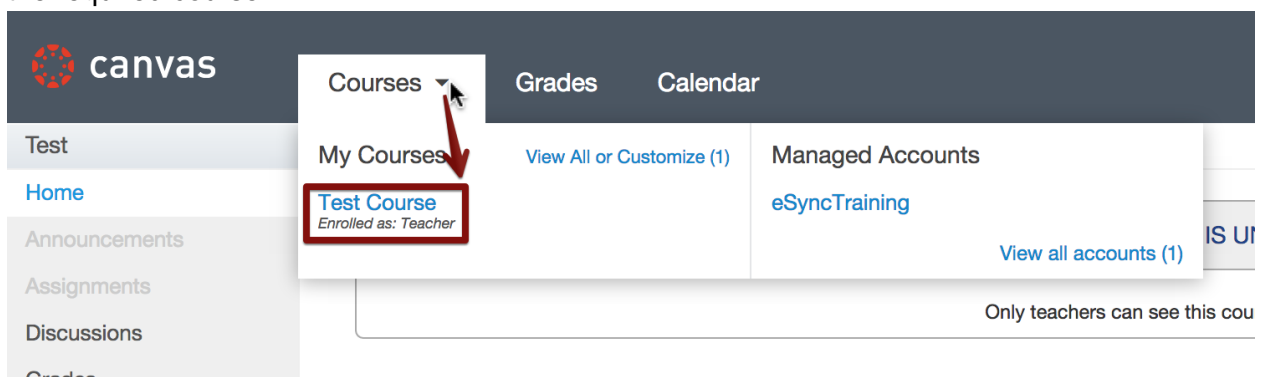 canvas
Courses
Grades
Calendar
Test
Home
Announcements
Assignments
Discussions
My Courses
View All or Customize (1)
Test Course
Enrolled as: Teacher
Managed Accounts
eSyncTraining
View all accounts (1)
IS
Only teachers can see this